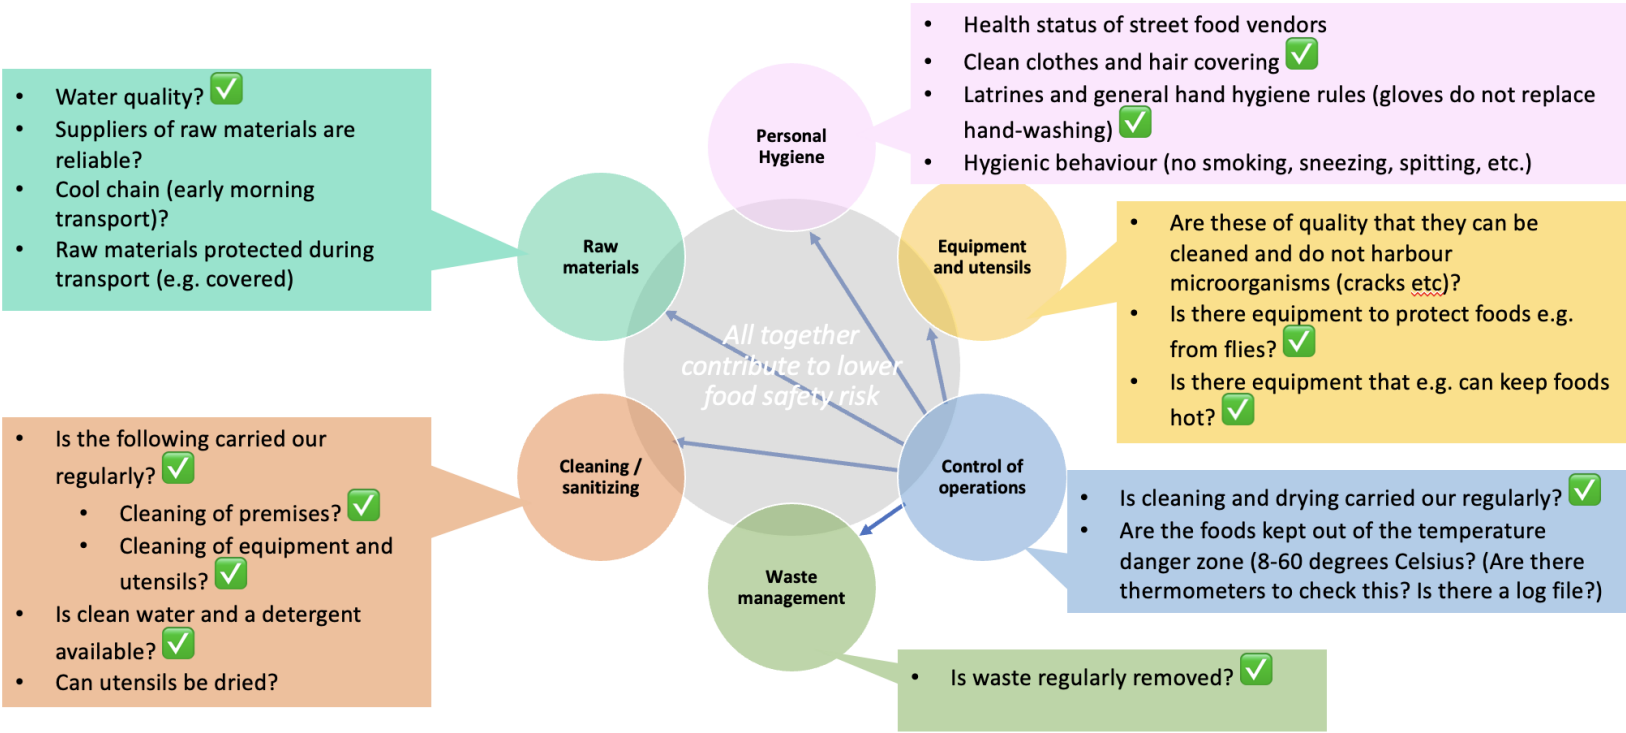 • Health status of street food vendors
• Clean clothes and hair covering ✅
• Latrines and general hand hygiene rules (gloves do not replace
hand-washing) ✅
• Hygienic behaviour (no smoking, sneezing, spitting, etc.)
• Water quality? ✅
• Suppliers of raw materials are
reliable?
• Cool chain (early morning
transport)?
• Raw materials protected during
transport (e.g. covered)
Personal
Hygiene
Raw
materials
Equipment
and utensils
• Are these of quality that they can be
cleaned and do not harbour
microorganisms (cracks etc)?
• Is there equipment to protect foods e.g.
from flies? ✅
• Is there equipment that e.g. can keep foods
hot? ✅
All together
contribute to lower
food safety risk
• Is the following carried our
regularly? ✅
• Cleaning of premises? ✅
• Cleaning of equipment and
utensils? ✅
• Is clean water and a detergent
available? ✅
• Can utensils be dried?
Cleaning /
sanitizing
Control of
operations
• Is cleaning and drying carried our regularly? ✅
• Are the foods kept out of the temperature
danger zone (8-60 degrees Celsius? (Are there
thermometers to check this? Is there a log file?)
Waste
management
• Is waste regularly removed? ✅